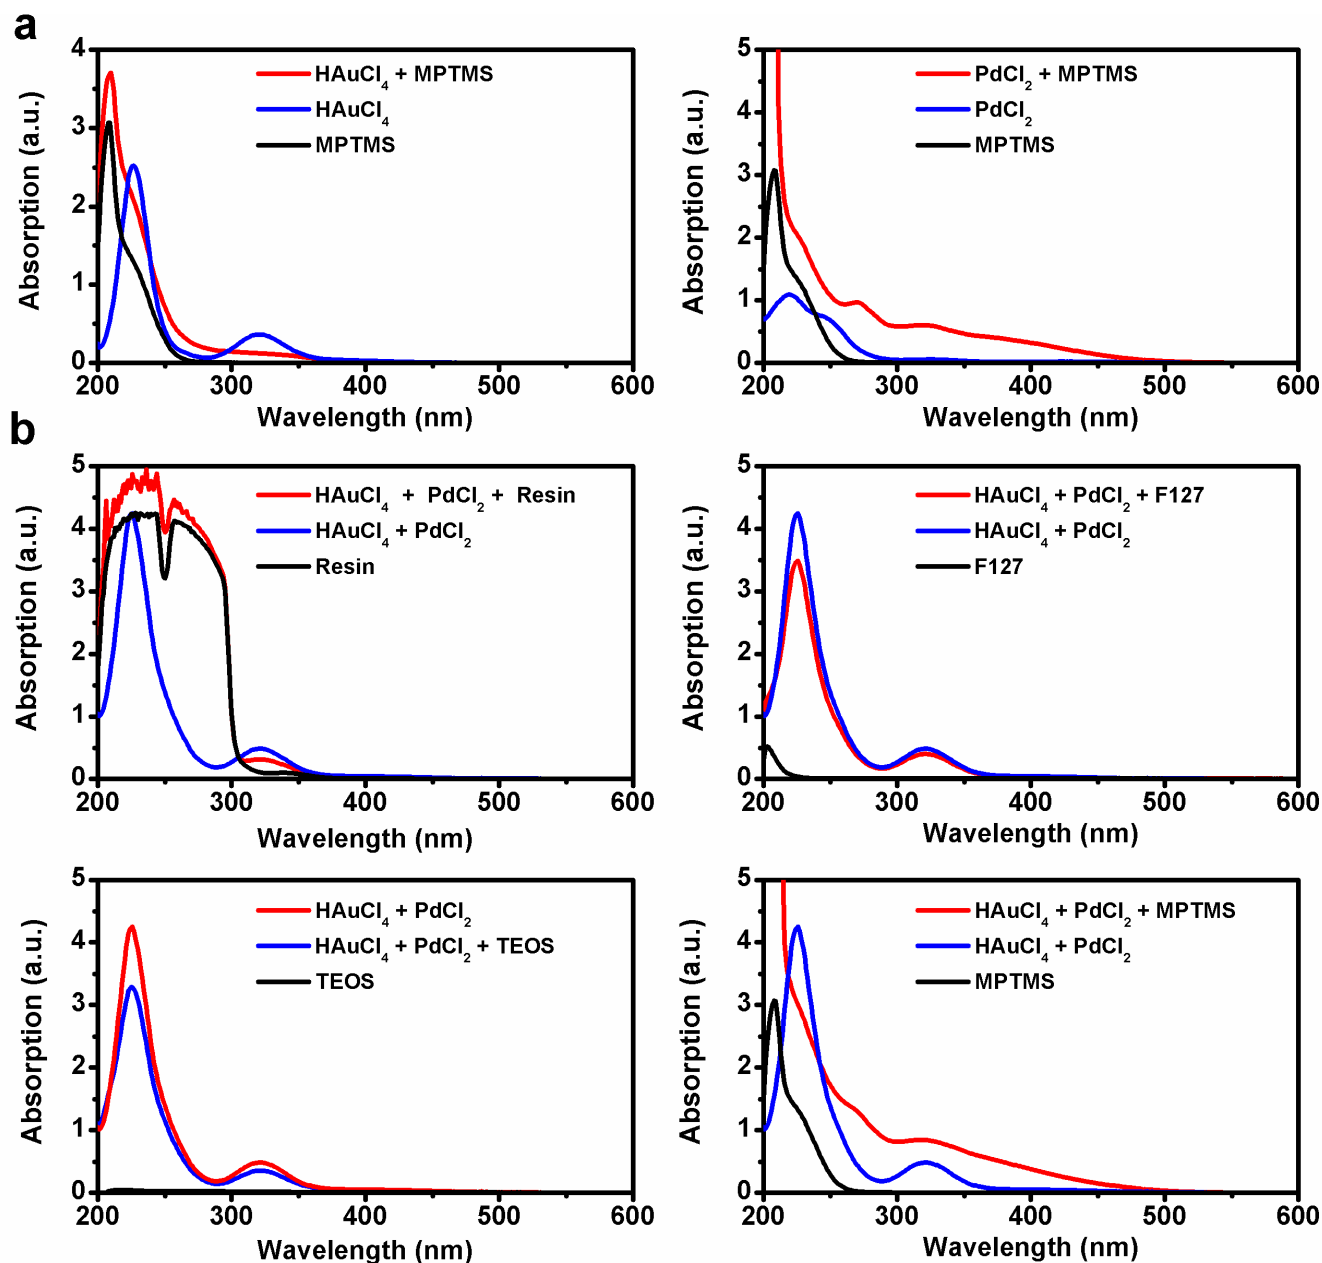 a
4
3
2
1
0
200 300 400 500 600
Absorption (a.u.)
Wavelength (nm)
HAuCl₄ + MPTMS
HAuCl₄
MPTMS
5
4
3
2
1
0
200 300 400 500 600
Absorption (a.u.)
Wavelength (nm)
PdCl₂ + MPTMS
PdCl₂
MPTMS
b
5
4
3
2
1
0
200 300 400 500 600
Absorption (a.u.)
Wavelength (nm)
HAuCl₄ + PdCl₂ + Resin
HAuCl₄ + PdCl₂
Resin
5
4
3
2
1
0
200 300 400 500 600
Absorption (a.u.)
Wavelength (nm)
HAuCl₄ + PdCl₂ + F127
HAuCl₄ + PdCl₂
F127
5
4
3
2
1
0
200 300 400 500 600
Absorption (a.u.)
Wavelength (nm)
HAuCl₄ + PdCl₂
HAuCl₄ + PdCl₂ + TEOS
TEOS
5
4
3
2
1
0
200 300 400 500 600
Absorption (a.u.)
Wavelength (nm)
HAuCl₄ + PdCl₂ + MPTMS
HAuCl₄ + PdCl₂
MPTMS